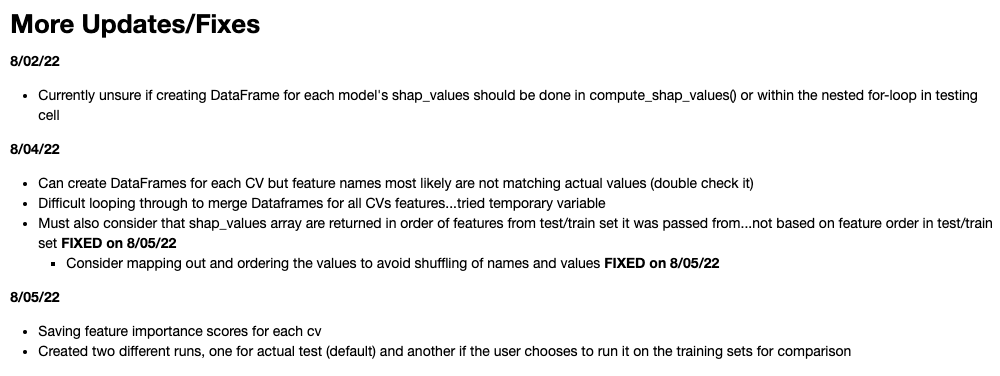 More Updates/Fixes
8/02/22
• Currently unsure if creating DataFrame for each model's shap_values should be done in compute_shap_values() or within the nested for-loop in testing
cell
8/04/22
• Can create DataFrames for each CV but feature names most likely are not matching actual values (double check it)
• Difficult looping through to merge Dataframes for all CVs features...tried temporary variable
• Must also consider that shap_values array are returned in order of features from test/train set it was passed from...not based on feature order in test/train
set FIXED on 8/05/22
▪ Consider mapping out and ordering the values to avoid shuffling of names and values FIXED on 8/05/22
8/05/22
• Saving feature importance scores for each cv
• Created two different runs, one for actual test (default) and another if the user chooses to run it on the training sets for comparison